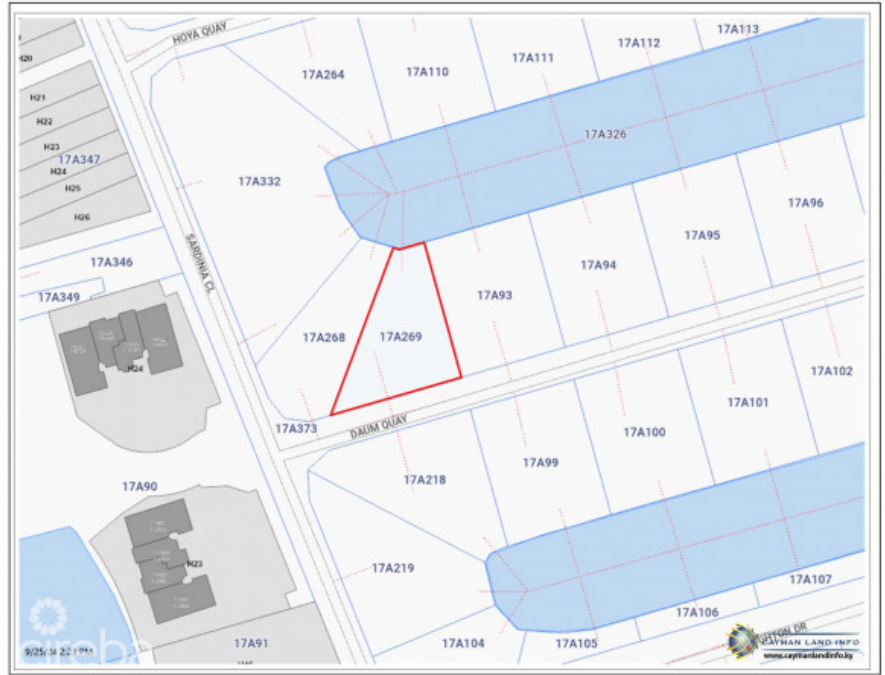 HOYA QUAY
17A113
17A112
17A111
17A110
17A264
H20
H21
H22
H23
17A347
H24
H25
H26
17A326
17A332
17A96
17A95
17A94
17A93
SARDINIA CL
17A346
17A349
17A268
17A269
H24
17A102
17A101
17A100
17A99
17A373
DAUM QUAY
17A218
17A90
H23
17A219
17A107
17A106
17A105
17A104
17A91
cireba
CAYMAN LAND INFO
www.caymanlandinfo.ky